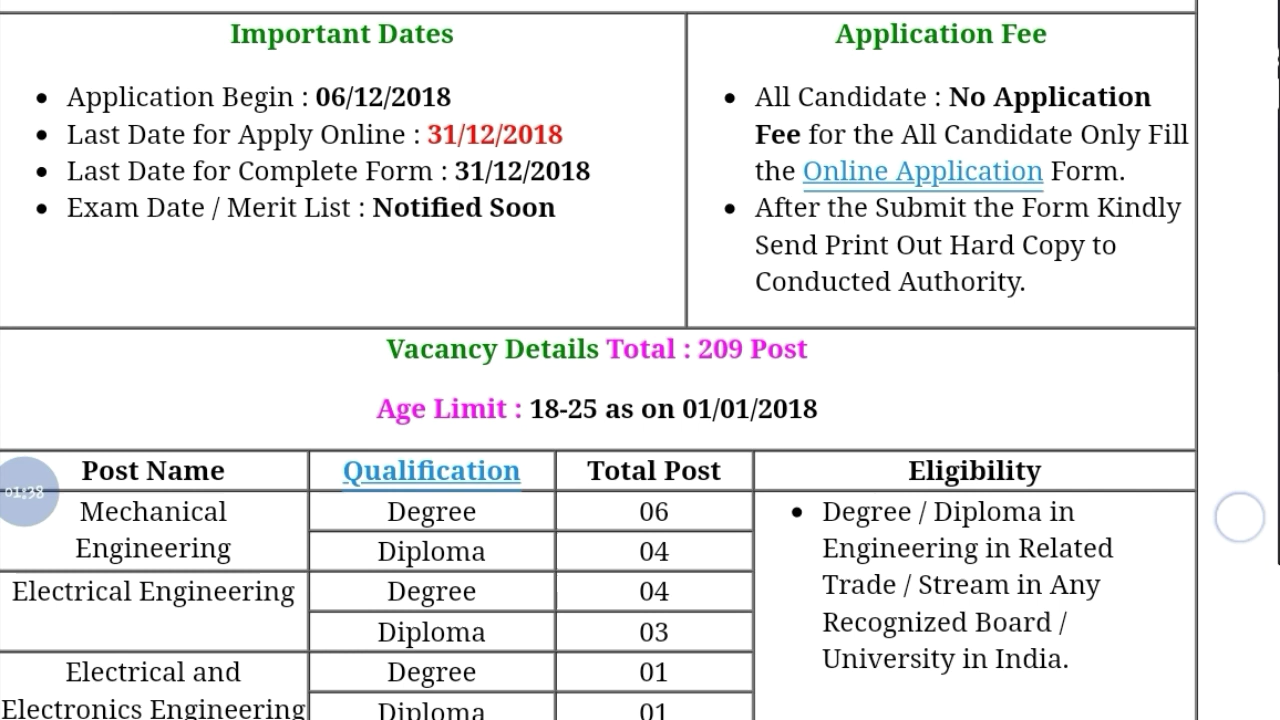 Important Dates
• Application Begin : 06/12/2018
• Last Date for Apply Online : 31/12/2018
• Last Date for Complete Form : 31/12/2018
• Exam Date / Merit List : Notified Soon
Application Fee
• All Candidate : No Application
Fee for the All Candidate Only Fill
the Online Application Form.
• After the Submit the Form Kindly
Send Print Out Hard Copy to
Conducted Authority.
Vacancy Details Total : 209 Post
Age Limit : 18-25 as on 01/01/2018
Post Name Qualification Total Post Eligibility
Mechanical
Engineering
Degree 06
Diploma 04
Electrical Engineering
Degree 04
Diploma 03
Electrical and
Electronics Engineering
Degree 01
Diploma 01
• Degree / Diploma in
Engineering in Related
Trade / Stream in Any
Recognized Board /
University in India.
01:38